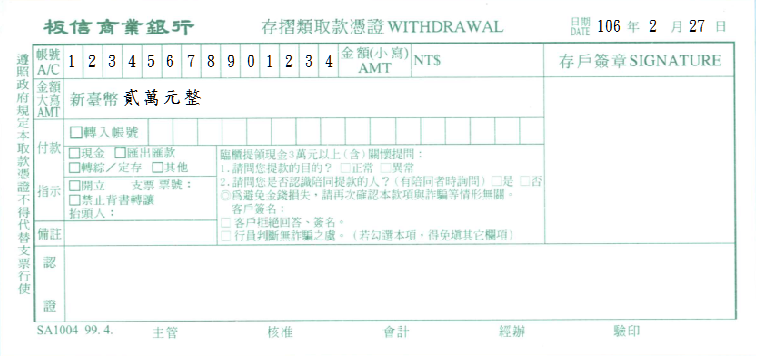 板信商業銀行 存摺類取款憑證 WITHDRAWAL 日期 DATE 106 年 2 月 27 日
帳號 A/C 1 2 3 4 5 6 7 8 9 0 1 2 3 4 金額(小寫) AMT NT$ 存戶簽章 SIGNATURE
金額大寫 AMT 新臺幣 貳萬元整
遵照政府規定本取款憑證不得代替支票行使
付款指示
□轉入帳號
□現金 □匯出匯款
□轉綜／定存 □其他
□開立 支票 票號：
□禁止背書轉讓
抬頭人：
臨櫃提領現金3萬元以上(含)關懷提問：
1.請問您提款的目的？□正常 □異常
2.請問您是否認識陪同提款的人？(有陪同者時詢問)□是 □否
◎為避免金錢損失，請再次確認本款項與詐騙等情形無關。
客戶簽名：
□客戶拒絕回答、簽名。
□行員判斷無詐騙之虞。(若勾選本項，得免填其它欄項)
備註
認證
SA1004 99.4. 主管 核准 會計 經辦 驗印